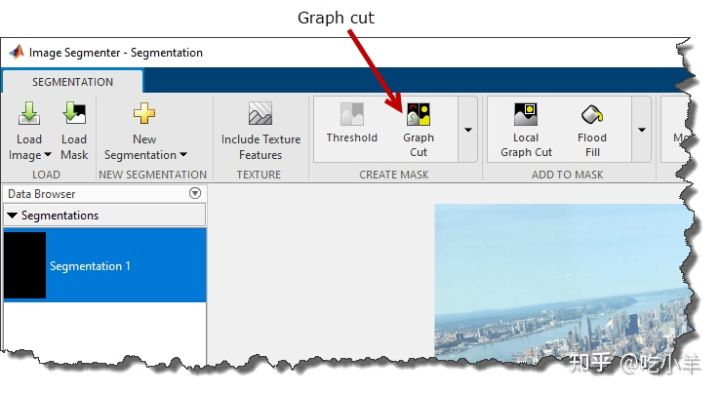 Graph cut
Image Segmenter - Segmentation
SEGMENTATION
Load Image
Load Mask
New Segmentation
Include Texture Features
Threshold
Graph Cut
Local Graph Cut
Flood Fill
LOAD
NEW SEGMENTATION
TEXTURE
CREATE MASK
ADD TO MASK
Data Browser
Segmentations
Segmentation 1
知乎 @吃小羊